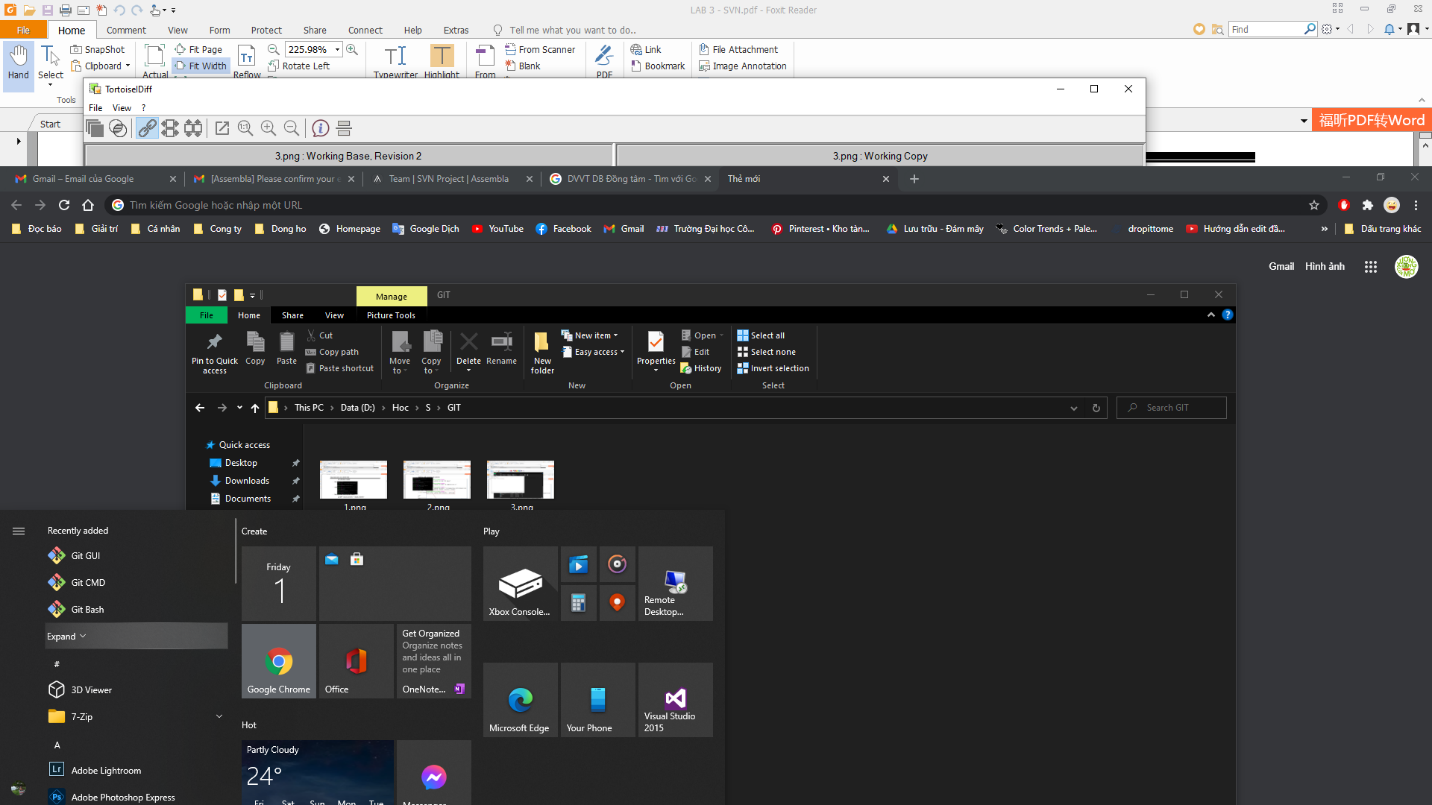 LAB 3 - SVN.pdf - Foxit Reader
File Home Comment View Form Protect Share Connect Help Extras Tell me what you want to do.. Find
SnapShot Fit Page 225.98% From Scanner Link File Attachment
Hand Select Clipboard Actual Fit Width Reflow Rotate Left Typewriter Highlight From Blank PDF Bookmark Image Annotation
Tools
TortoiseIDiff
File View ?
Start
福昕PDF转Word
3.png : Working Base, Revision 2 3.png : Working Copy
Gmail – Email của Google [Assembla] Please confirm your e Team | SVN Project | Assembla DVVT DB Đồng tâm - Tìm với Go Thẻ mới
Tìm kiếm Google hoặc nhập một URL
Đọc báo Giải trí Cá nhân Cong ty Dong ho Homepage Google Dịch YouTube Facebook Gmail Trường Đại học Cô... Pinterest • Kho tàn... Lưu trữu - Đám mây Color Trends + Pale... dropittome Hướng dẫn edit đầ... » Dấu trang khác
Gmail Hình ảnh
Manage GIT
File Home Share View Picture Tools
Pin to Quick access Copy Paste Cut Copy path Paste shortcut
Move to Copy to Delete Rename New folder New item Easy access
Properties Open Edit History Select all Select none Invert selection
Clipboard Organize New Open Select
This PC › Data (D:) › Hoc › S › GIT Search GIT
Quick access
Desktop
Downloads
Documents
1.png 2.png 3.png
Recently added
Git GUI
Git CMD
Git Bash
Expand
#
3D Viewer
7-Zip
A
Adobe Lightroom
Adobe Photoshop Express
Create
Friday
1
Google Chrome
Office
Get Organized
Organize notes
and ideas all in
one place
OneNote...
Hot
Partly Cloudy
24°
Fri Sat Sun Mon Tue
Messenger
Play
Xbox Console...
Remote
Desktop...
Microsoft Edge
Your Phone
Visual Studio
2015